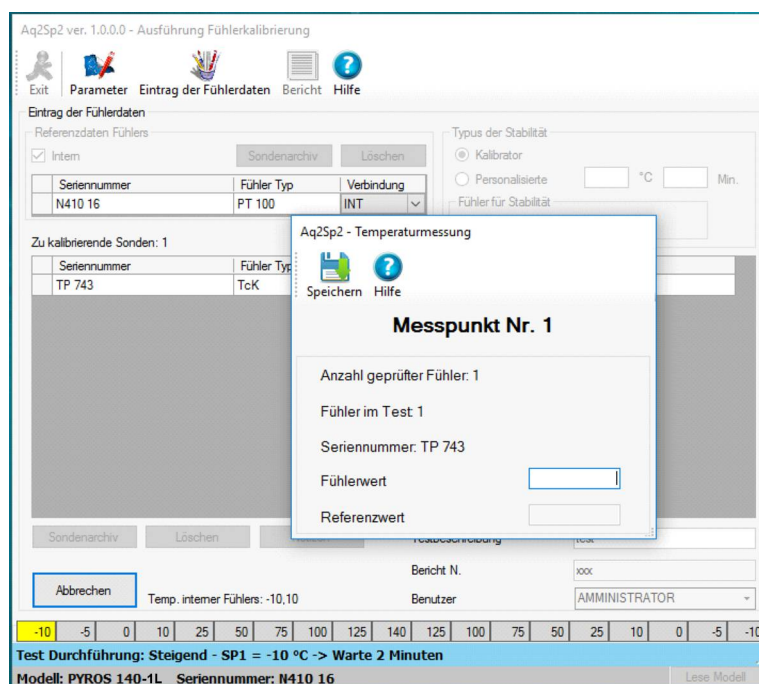 Aq2Sp2 ver. 1.0.0.0 - Ausführung Fühlerkalibrierung
Exit Parameter Eintrag der Fühlerdaten Bericht Hilfe
Eintrag der Fühlerdaten
Referenzdaten Fühlers
Intern Sondenarchiv Löschen
Seriennummer Fühler Typ Verbindung
N410 16 PT 100 INT
Typus der Stabilität
Kalibrator
Personalisierte °C Min.
Fühler für Stabilität
Zu kalibrierende Sonden: 1
Seriennummer Fühler Typ
TP 743 TcK
Aq2Sp2 - Temperaturmessung
Speichern Hilfe
Messpunkt Nr. 1
Anzahl geprüfter Fühler: 1
Fühler im Test: 1
Seriennummer: TP 743
Fühlerwert
Referenzwert
Sondenarchiv Löschen
Bericht N. xxx
Abbrechen Temp. interner Fühlers: -10,10 Benutzer AMMINISTRATOR
-10 -5 0 10 25 50 75 100 125 140 125 100 75 50 25 10 0 -5 -10
Test Durchführung: Steigend - SP1 = -10 °C -> Warte 2 Minuten
Modell: PYROS 140-1L Seriennummer: N410 16 Lese Modell